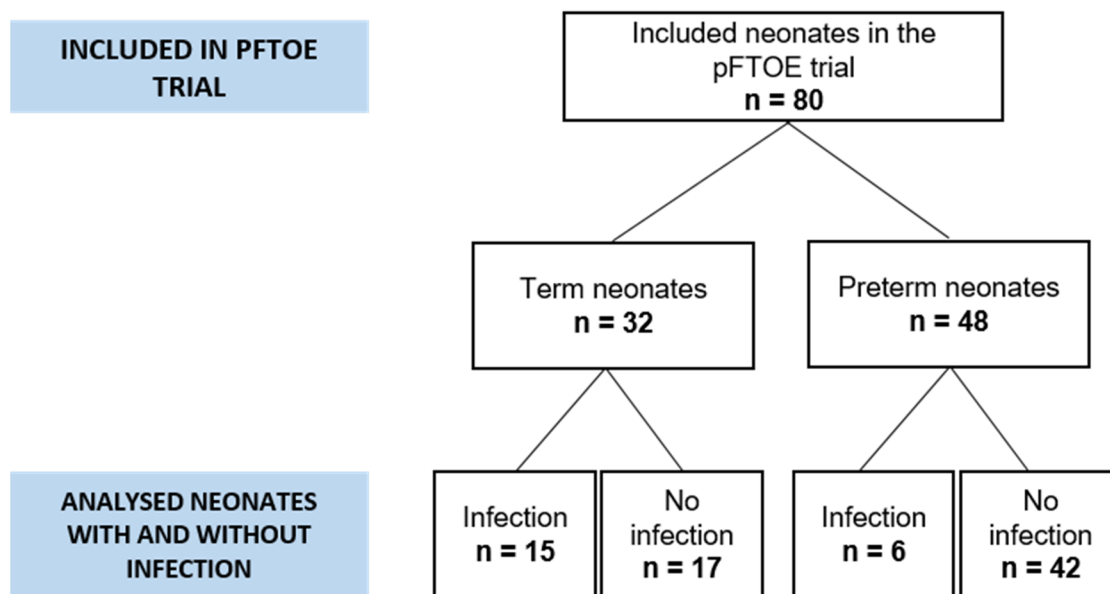 INCLUDED IN PFTOE
TRIAL
Included neonates in the
pFTOE trial
n = 80
Term neonates
n = 32
Preterm neonates
n = 48
ANALYSED NEONATES
WITH AND WITHOUT
INFECTION
Infection
n = 15
No
infection
n = 17
Infection
n = 6
No
infection
n = 42